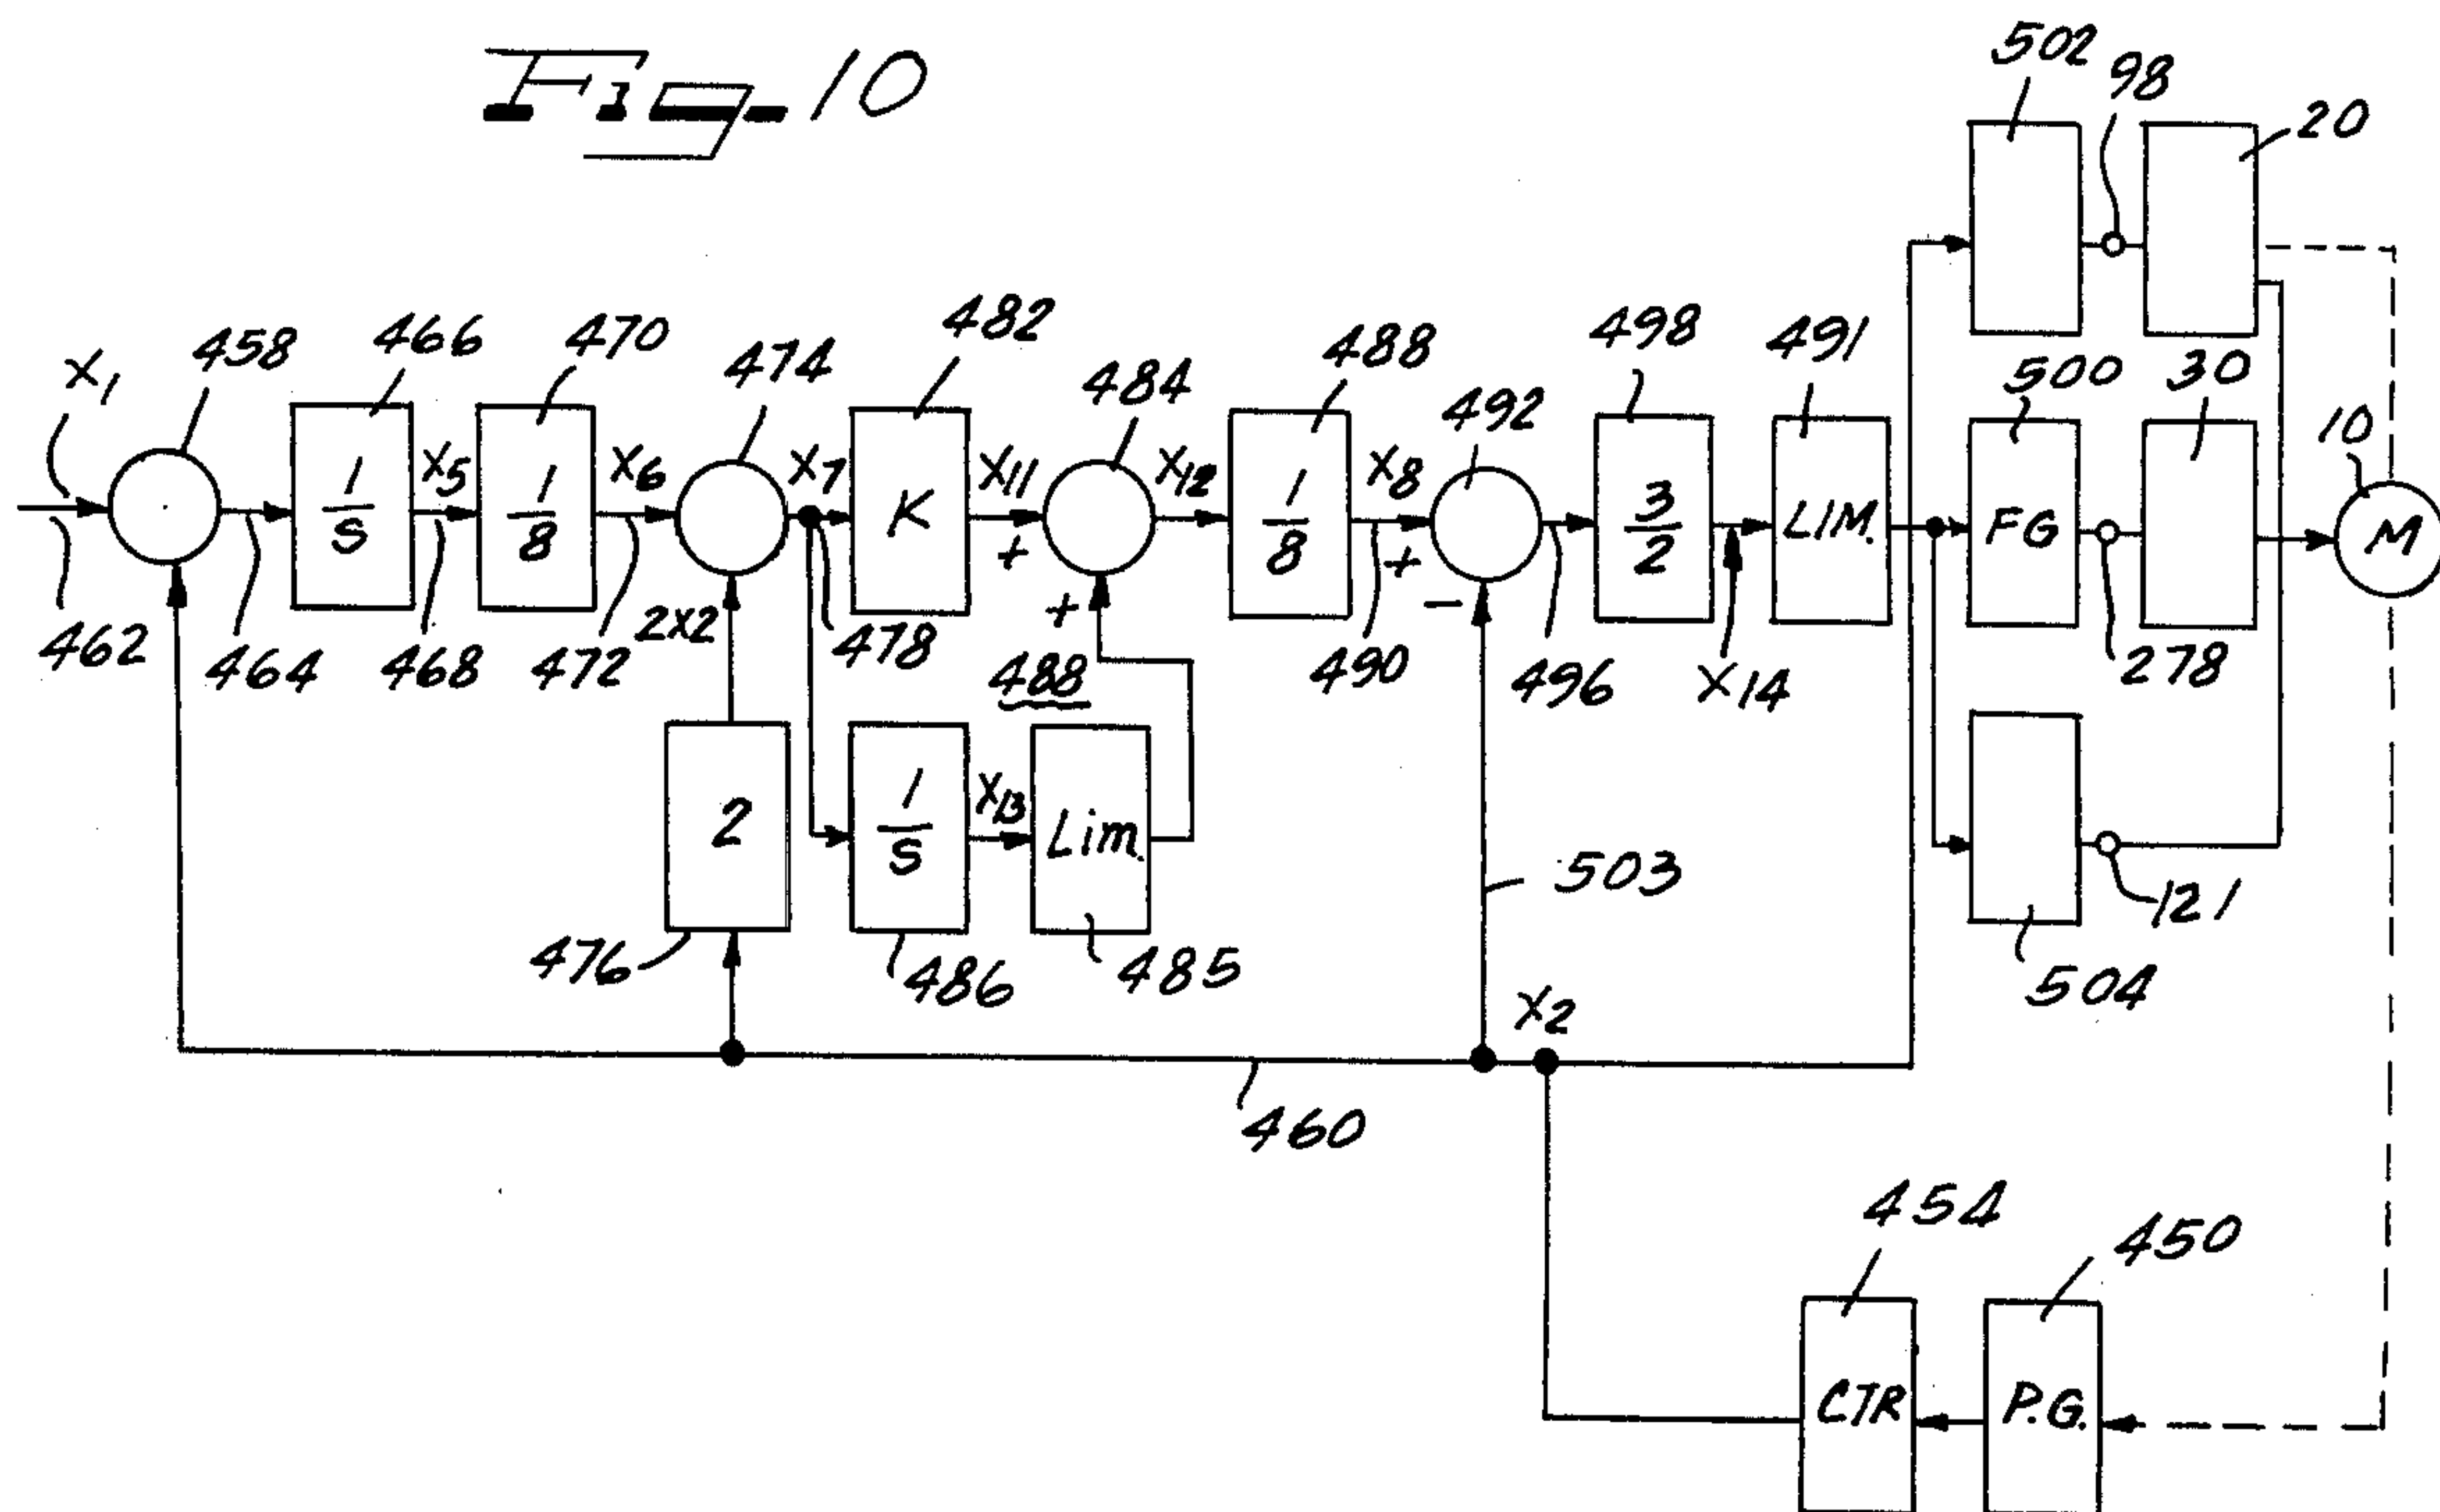 Fig-10
502
98
20
x1
458
466
470
474
482
484
488
492
498
491
500
30
10
1/s
x5
1/8
x6
x7
K
x11
+
x12
1/8
x8
+
3/2
LIM.
FG
M
462
464
468
472
2x2
478
488
+
490
−
496
x14
278
2
1/s
x13
Lim.
503
121
476
486
485
504
x2
460
454
450
CTR
P.G.